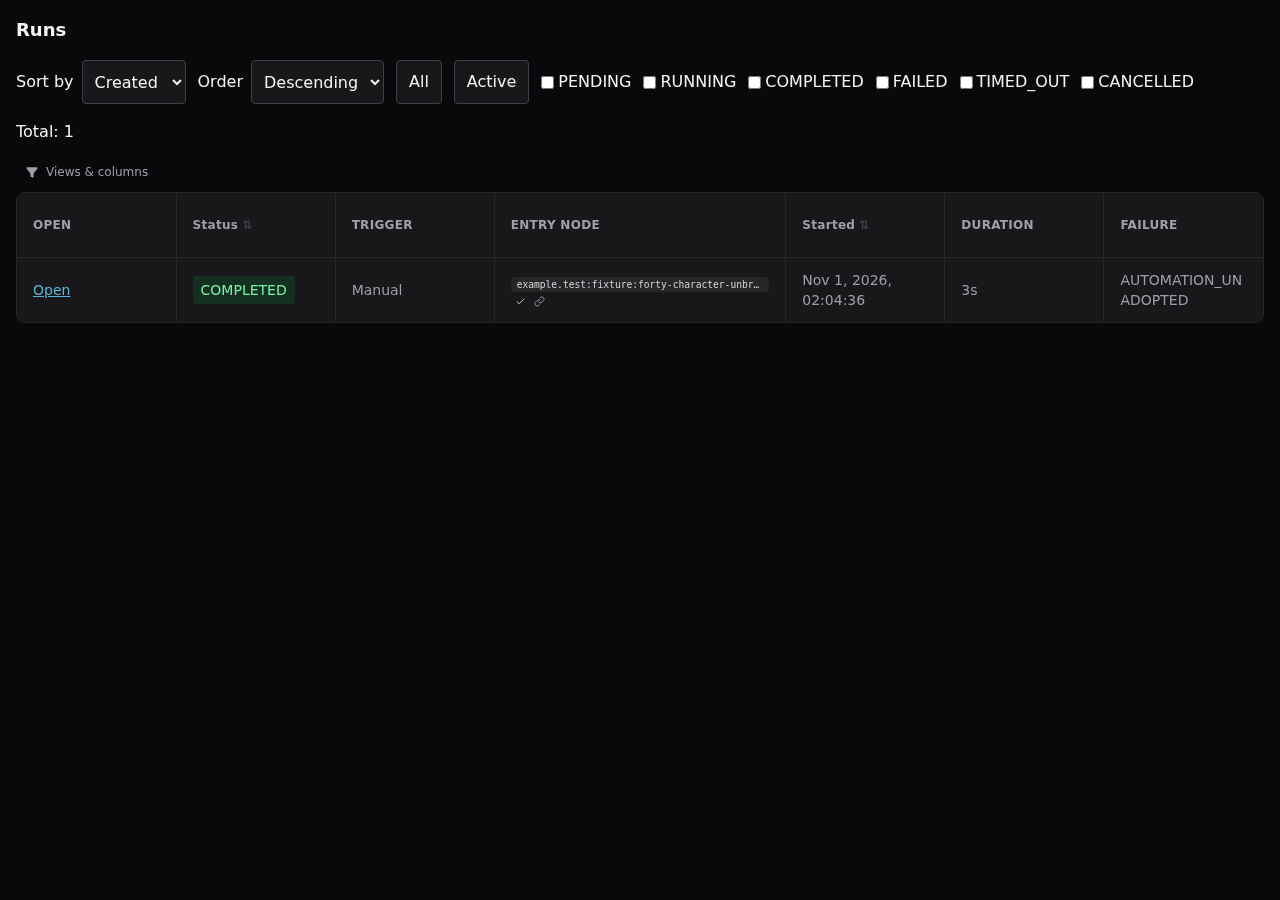 Runs
Sort by Created Order Descending All Active PENDING RUNNING COMPLETED FAILED TIMED_OUT CANCELLED
Total: 1
Views & columns
OPEN Status TRIGGER ENTRY NODE Started DURATION FAILURE
Open COMPLETED Manual example.test:fixture:forty-character-unbr… Nov 1, 2026, 3s AUTOMATION_UN
02:04:36 ADOPTED